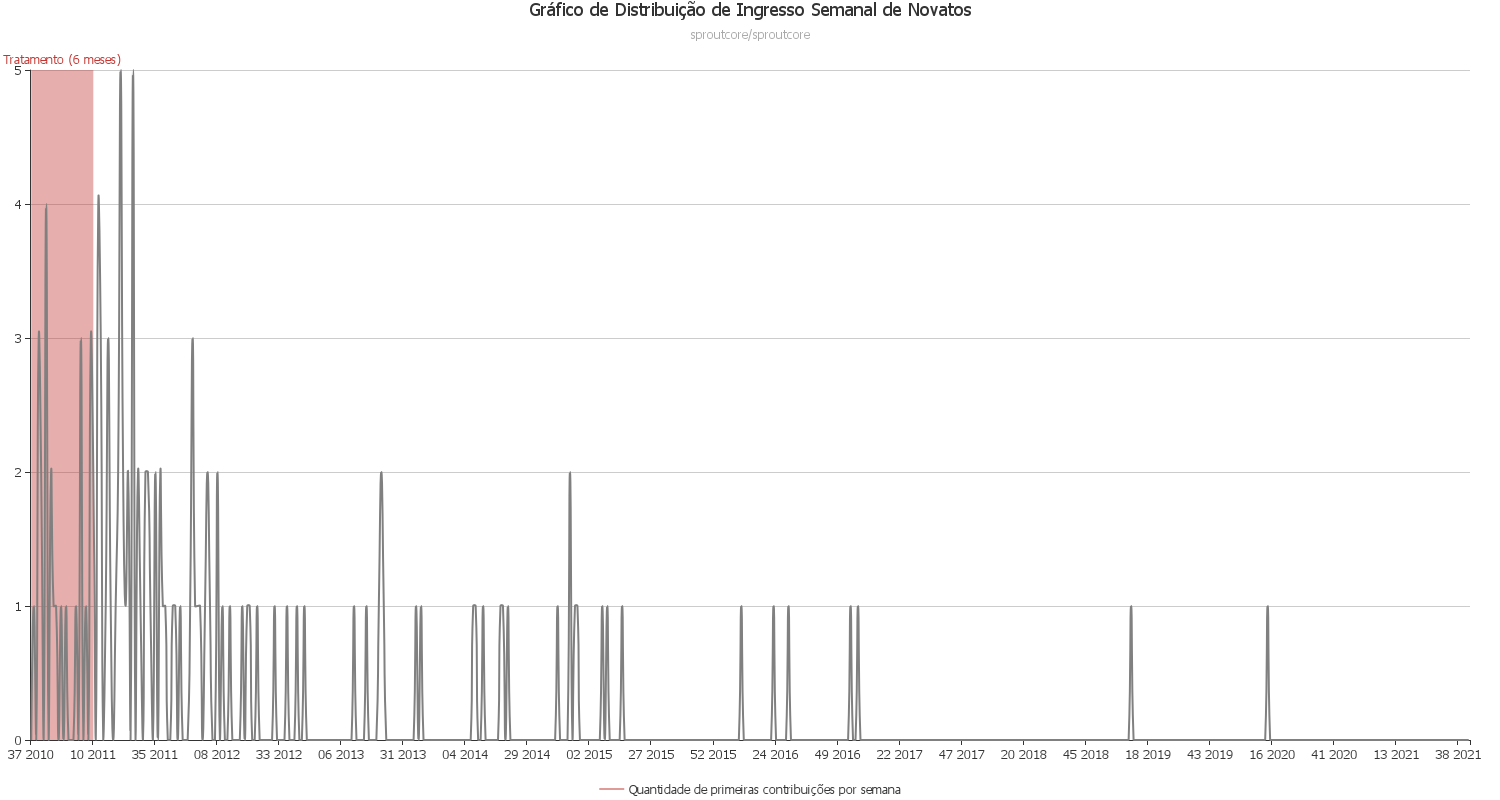 Gráfico de Distribuição de Ingresso Semanal de Novatos
sproutcore/sproutcore
Tratamento (6 meses)
5
4
3
2
1
0
37 2010 10 2011 35 2011 08 2012 33 2012 06 2013 31 2013 04 2014 29 2014 02 2015 27 2015 52 2015 24 2016 49 2016 22 2017 47 2017 20 2018 45 2018 18 2019 43 2019 16 2020 41 2020 13 2021 38 2021
Quantidade de primeiras contribuições por semana